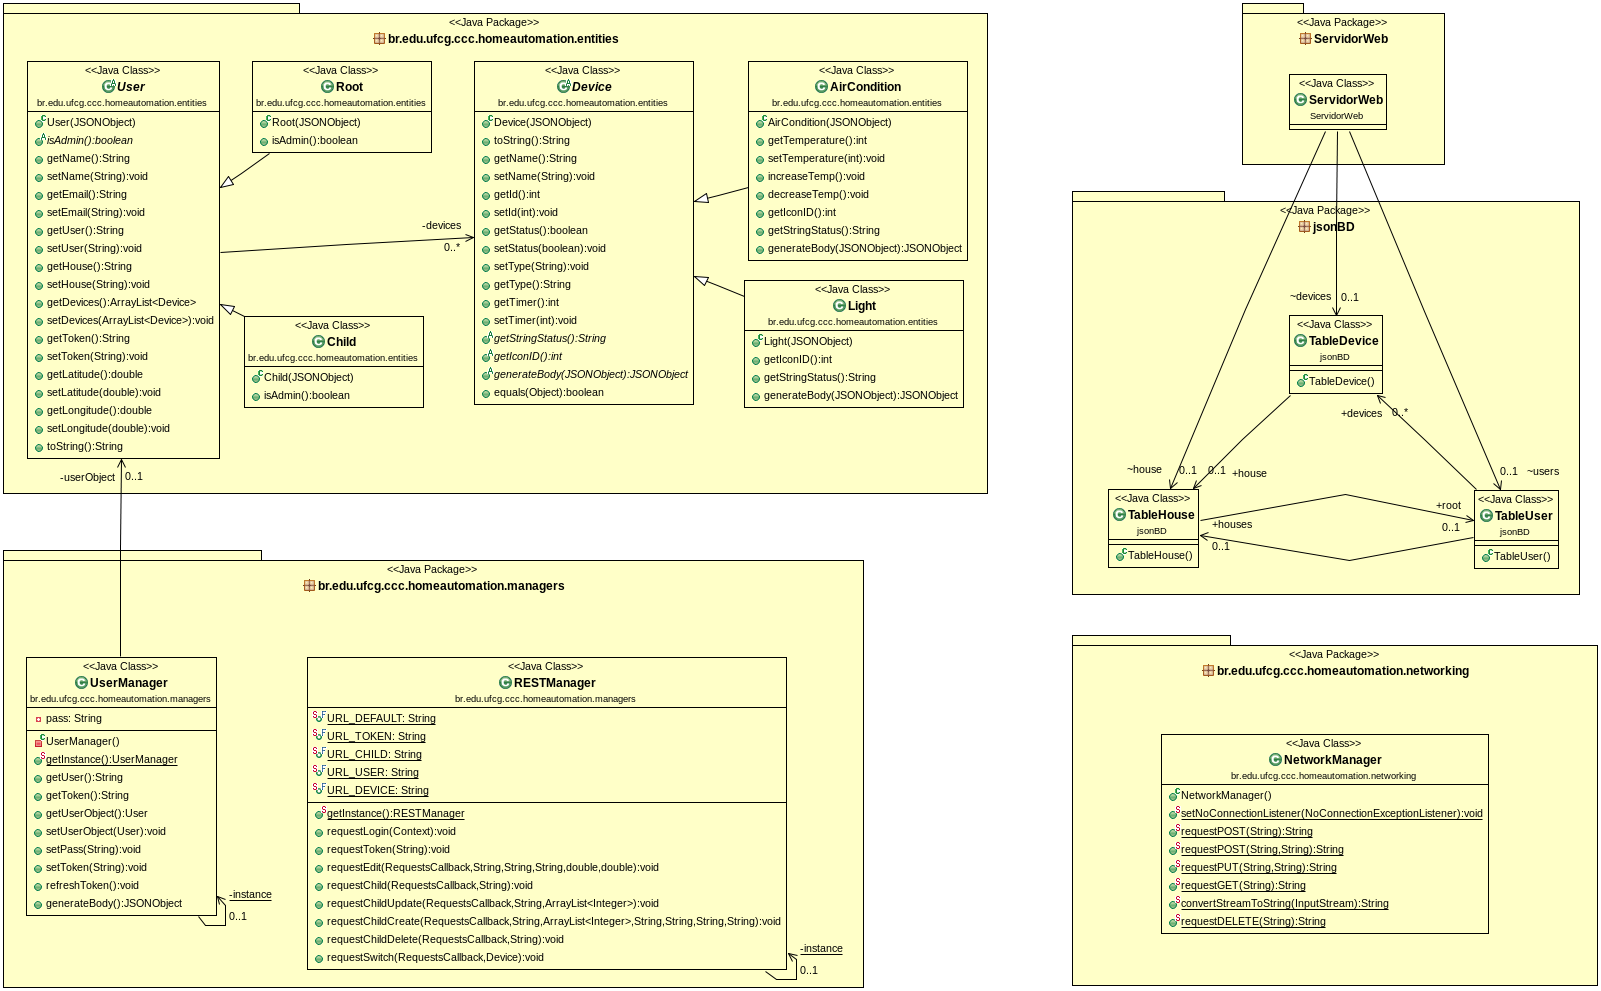 <<Java Package>>
br.edu.ufcg.ccc.homeautomation.entities
<<Java Class>>
User
br.edu.ufcg.ccc.homeautomation.entities
User(JSONObject)
isAdmin():boolean
getName():String
setName(String):void
getEmail():String
setEmail(String):void
getUser():String
setUser(String):void
getHouse():String
setHouse(String):void
getDevices():ArrayList<Device>
setDevices(ArrayList<Device>):void
getToken():String
setToken(String):void
getLatitude():double
setLatitude(double):void
getLongitude():double
setLongitude(double):void
toString():String
<<Java Class>>
Root
br.edu.ufcg.ccc.homeautomation.entities
Root(JSONObject)
isAdmin():boolean
-devices
0..*
<<Java Class>>
Child
br.edu.ufcg.ccc.homeautomation.entities
Child(JSONObject)
isAdmin():boolean
<<Java Class>>
Device
br.edu.ufcg.ccc.homeautomation.entities
Device(JSONObject)
toString():String
getName():String
setName(String):void
getId():int
setId(int):void
getStatus():boolean
setStatus(boolean):void
setType(String):void
getType():String
getTimer():int
setTimer(int):void
getStringStatus():String
getIconID():int
generateBody(JSONObject):JSONObject
equals(Object):boolean
<<Java Class>>
AirCondition
br.edu.ufcg.ccc.homeautomation.entities
AirCondition(JSONObject)
getTemperature():int
setTemperature(int):void
increaseTemp():void
decreaseTemp():void
getIconID():int
getStringStatus():String
generateBody(JSONObject):JSONObject
<<Java Class>>
Light
br.edu.ufcg.ccc.homeautomation.entities
Light(JSONObject)
getIconID():int
getStringStatus():String
generateBody(JSONObject):JSONObject
-userObject 0..1
<<Java Package>>
br.edu.ufcg.ccc.homeautomation.managers
<<Java Class>>
UserManager
br.edu.ufcg.ccc.homeautomation.managers
pass: String
UserManager()
getInstance():UserManager
getUser():String
getToken():String
getUserObject():User
setUserObject(User):void
setPass(String):void
setToken(String):void
refreshToken():void
generateBody():JSONObject
-instance
0..1
<<Java Class>>
RESTManager
br.edu.ufcg.ccc.homeautomation.managers
URL_DEFAULT: String
URL_TOKEN: String
URL_CHILD: String
URL_USER: String
URL_DEVICE: String
getInstance():RESTManager
requestLogin(Context):void
requestToken(String):void
requestEdit(RequestsCallback,String,String,String,double,double):void
requestChild(RequestsCallback,String):void
requestChildUpdate(RequestsCallback,String,ArrayList<Integer>):void
requestChildCreate(RequestsCallback,String,ArrayList<Integer>,String,String,String,String):void
requestChildDelete(RequestsCallback,String):void
requestSwitch(RequestsCallback,Device):void
-instance
0..1
<<Java Package>>
ServidorWeb
<<Java Class>>
ServidorWeb
ServidorWeb
<<Java Package>>
jsonBD
~devices 0..1
<<Java Class>>
TableDevice
jsonBD
TableDevice()
+devices 0..*
~house 0..1 0..1 +house
0..1 ~users
<<Java Class>>
TableHouse
jsonBD
TableHouse()
+houses
0..1
+root
0..1
<<Java Class>>
TableUser
jsonBD
TableUser()
<<Java Package>>
br.edu.ufcg.ccc.homeautomation.networking
<<Java Class>>
NetworkManager
br.edu.ufcg.ccc.homeautomation.networking
NetworkManager()
setNoConnectionListener(NoConnectionExceptionListener):void
requestPOST(String):String
requestPOST(String,String):String
requestPUT(String,String):String
requestGET(String):String
convertStreamToString(InputStream):String
requestDELETE(String):String